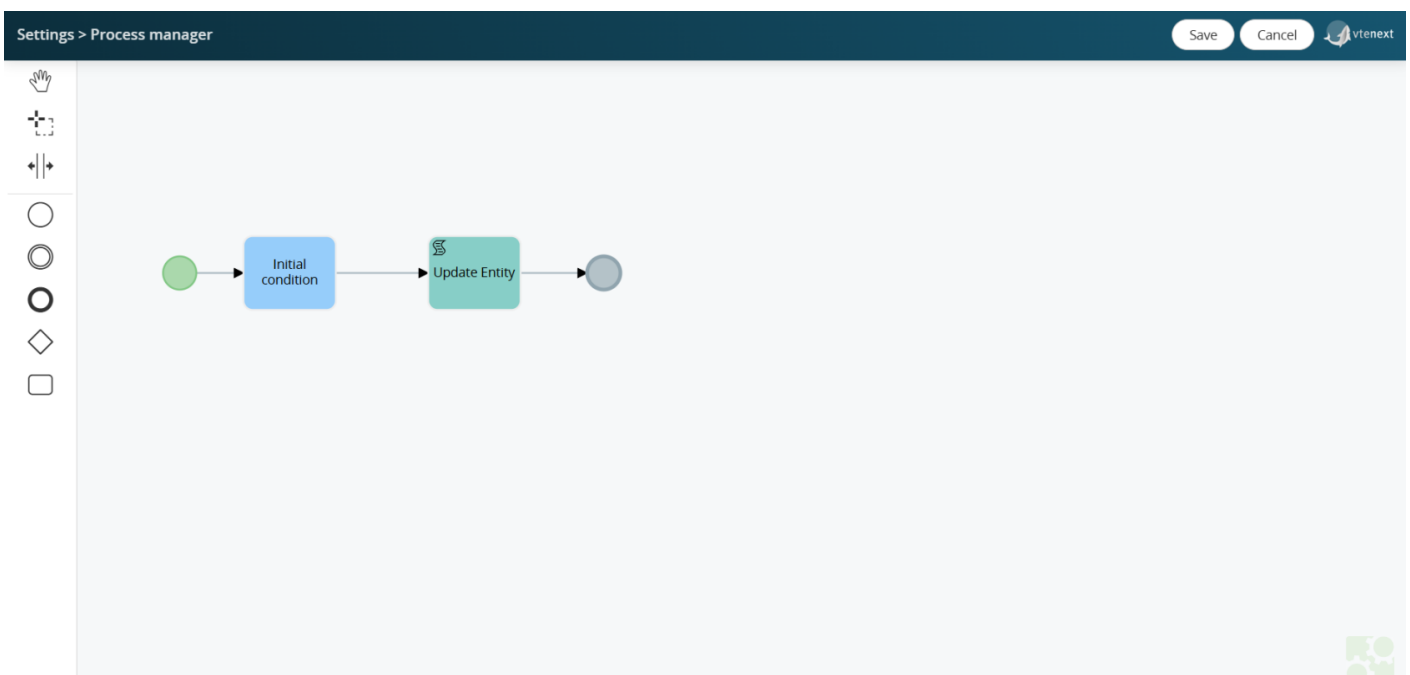 Settings > Process manager
Save
Cancel
vtenext
Initial
condition
Update Entity